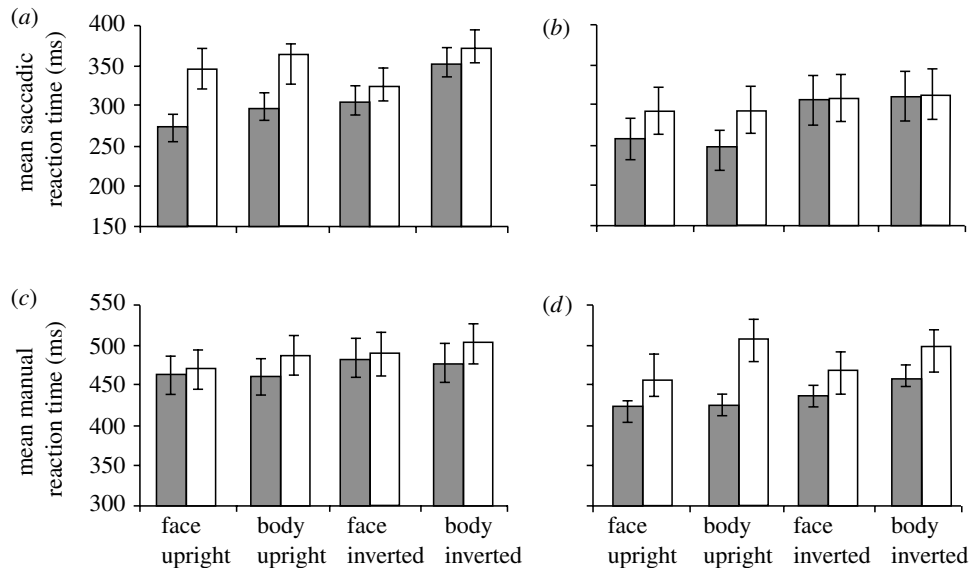 (a)
mean saccadic
reaction time (ms)
400
350
300
250
200
150
(b)
(c)
mean manual
reaction time (ms)
550
500
450
400
350
300
face
upright
body
upright
face
inverted
body
inverted
(d)
face
upright
body
upright
face
inverted
body
inverted